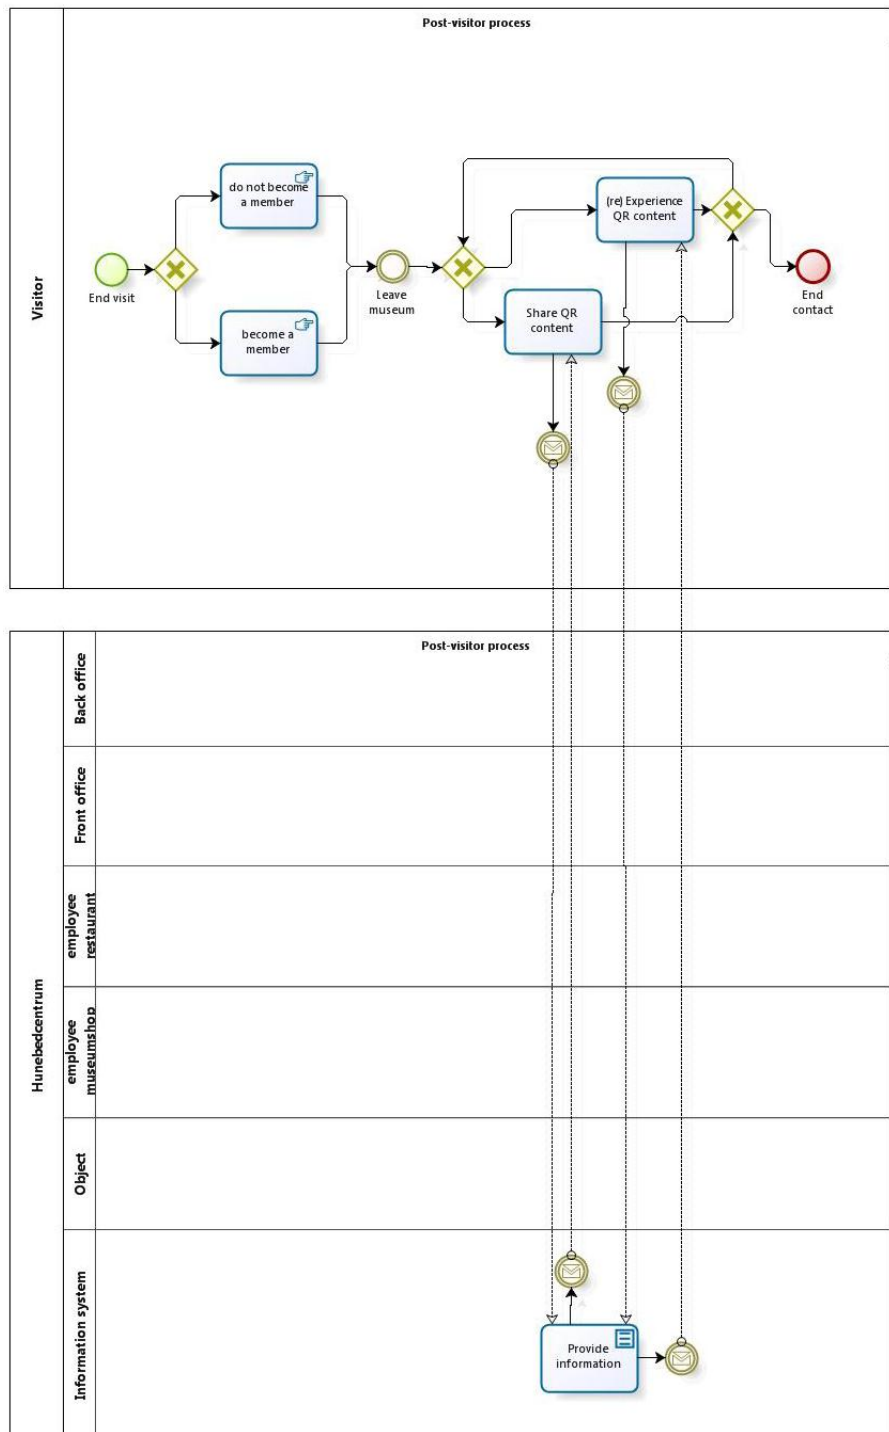 Post-visitor process
Visitor
do not become
a member
(re) Experience
QR content
End visit
Leave
museum
End
contact
Share QR
content
become a
member
Post-visitor process
Hunebedcentrum
Back office
Front office
employee
restaurant
employee
museumshop
Object
Information system
Provide
information